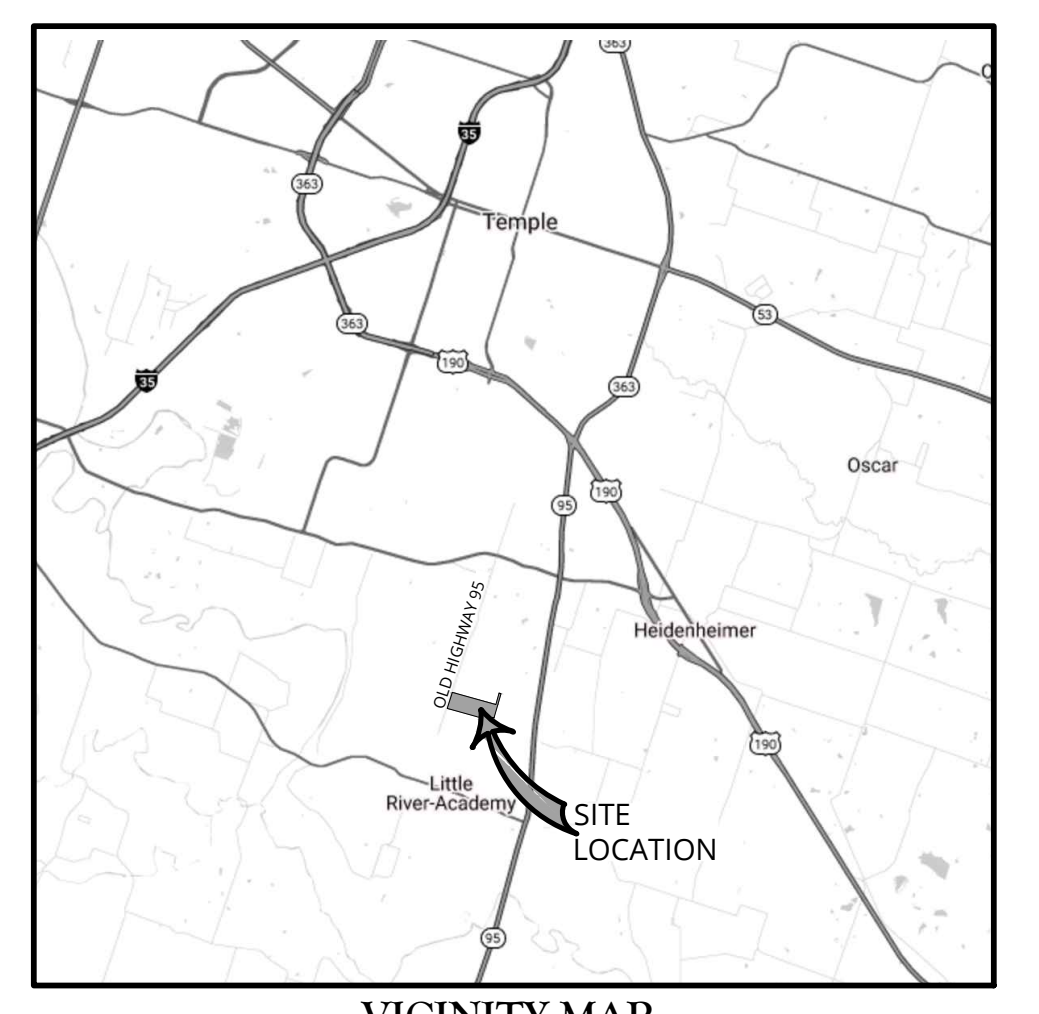 363
35
363
Temple
53
363
190
35
363
Oscar
190
95
OLD HIGHWAY 95
Heidenheimer
190
Little
River-Academy
SITE
LOCATION
95
VICINITY MAP